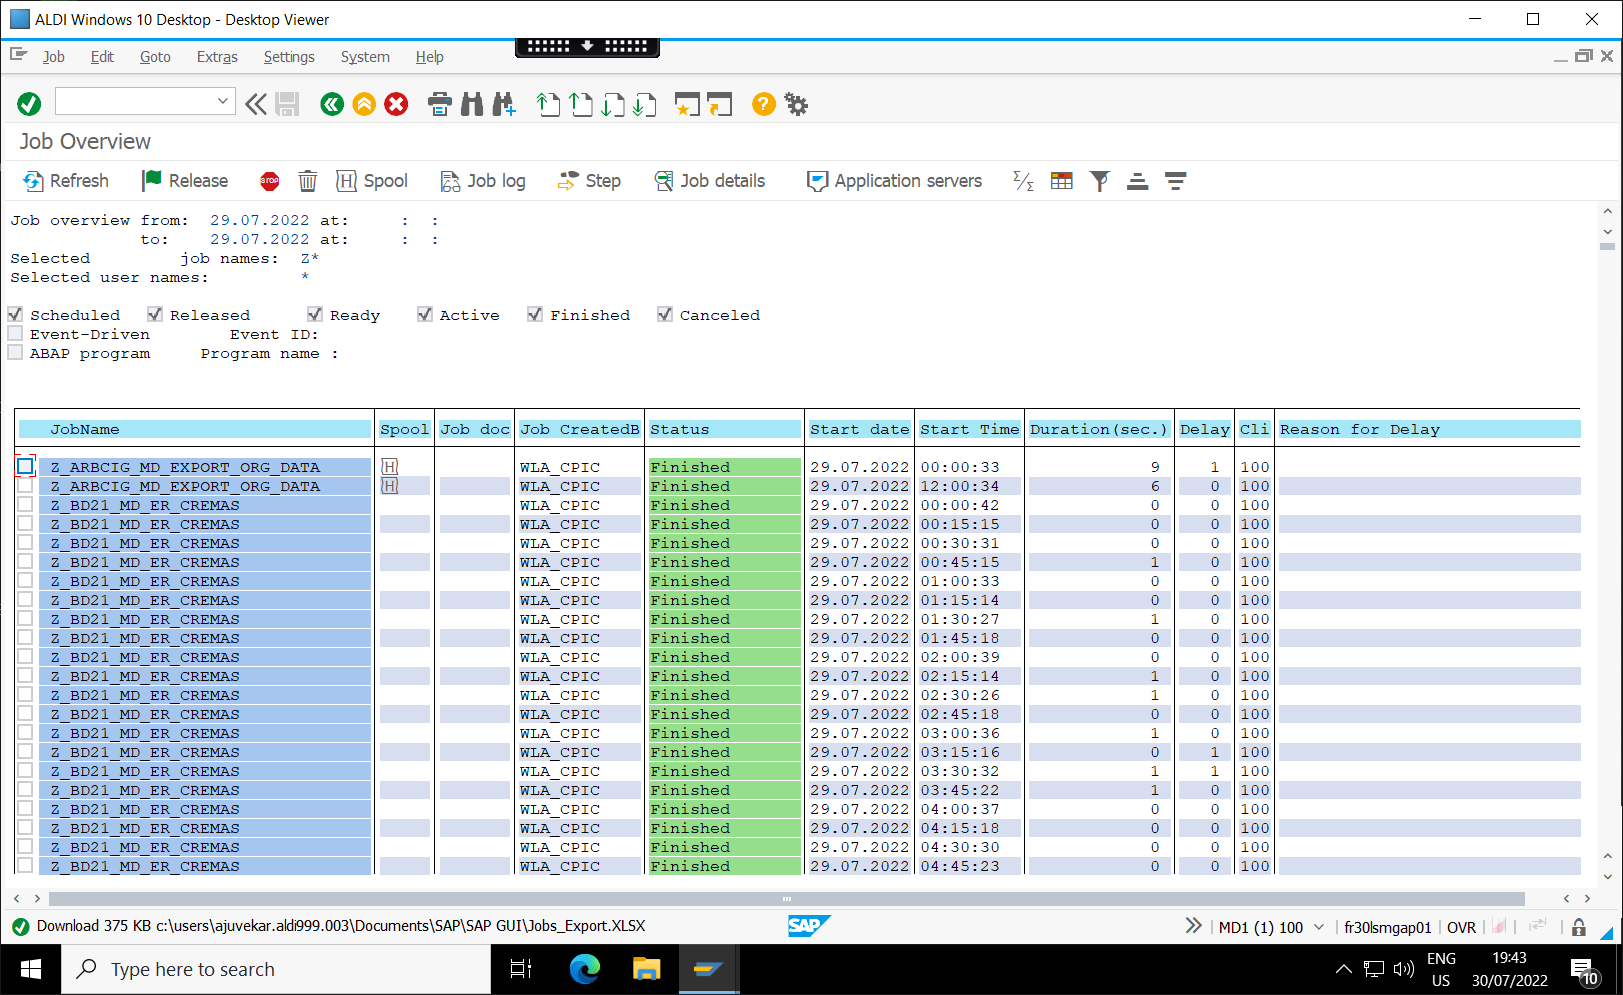 ALDI Windows 10 Desktop - Desktop Viewer
Job Edit Goto Extras Settings System Help
Job Overview
Refresh Release STOP Spool Job log Step Job details Application servers
Job overview from: 29.07.2022 at: : :
to: 29.07.2022 at: : :
Selected job names: Z*
Selected user names: *
Scheduled Released Ready Active Finished Canceled
Event-Driven Event ID:
ABAP program Program name :
JobName Spool Job doc Job CreatedB Status Start date Start Time Duration(sec.) Delay Cli Reason for Delay
Z_ARBCIG_MD_EXPORT_ORG_DATA WLA_CPIC Finished 29.07.2022 00:00:33 9 1 100
Z_ARBCIG_MD_EXPORT_ORG_DATA WLA_CPIC Finished 29.07.2022 12:00:34 6 0 100
Z_BD21_MD_ER_CREMAS WLA_CPIC Finished 29.07.2022 00:00:42 0 0 100
Z_BD21_MD_ER_CREMAS WLA_CPIC Finished 29.07.2022 00:15:15 0 0 100
Z_BD21_MD_ER_CREMAS WLA_CPIC Finished 29.07.2022 00:30:31 0 0 100
Z_BD21_MD_ER_CREMAS WLA_CPIC Finished 29.07.2022 00:45:15 1 0 100
Z_BD21_MD_ER_CREMAS WLA_CPIC Finished 29.07.2022 01:00:33 0 0 100
Z_BD21_MD_ER_CREMAS WLA_CPIC Finished 29.07.2022 01:15:14 0 0 100
Z_BD21_MD_ER_CREMAS WLA_CPIC Finished 29.07.2022 01:30:27 1 0 100
Z_BD21_MD_ER_CREMAS WLA_CPIC Finished 29.07.2022 01:45:18 0 0 100
Z_BD21_MD_ER_CREMAS WLA_CPIC Finished 29.07.2022 02:00:39 0 0 100
Z_BD21_MD_ER_CREMAS WLA_CPIC Finished 29.07.2022 02:15:14 1 0 100
Z_BD21_MD_ER_CREMAS WLA_CPIC Finished 29.07.2022 02:30:26 1 0 100
Z_BD21_MD_ER_CREMAS WLA_CPIC Finished 29.07.2022 02:45:18 0 0 100
Z_BD21_MD_ER_CREMAS WLA_CPIC Finished 29.07.2022 03:00:36 1 0 100
Z_BD21_MD_ER_CREMAS WLA_CPIC Finished 29.07.2022 03:15:16 0 1 100
Z_BD21_MD_ER_CREMAS WLA_CPIC Finished 29.07.2022 03:30:32 1 1 100
Z_BD21_MD_ER_CREMAS WLA_CPIC Finished 29.07.2022 03:45:22 1 0 100
Z_BD21_MD_ER_CREMAS WLA_CPIC Finished 29.07.2022 04:00:37 0 0 100
Z_BD21_MD_ER_CREMAS WLA_CPIC Finished 29.07.2022 04:15:18 0 0 100
Z_BD21_MD_ER_CREMAS WLA_CPIC Finished 29.07.2022 04:30:30 0 0 100
Z_BD21_MD_ER_CREMAS WLA_CPIC Finished 29.07.2022 04:45:23 0 0 100
Download 375 KB c:\users\ajuvekar.aldi999.003\Documents\SAP\SAP GUI\Jobs_Export.XLSX SAP MD1 (1) 100 fr30lsmgap01 OVR
Type here to search ENG 19:43
US 30/07/2022 10